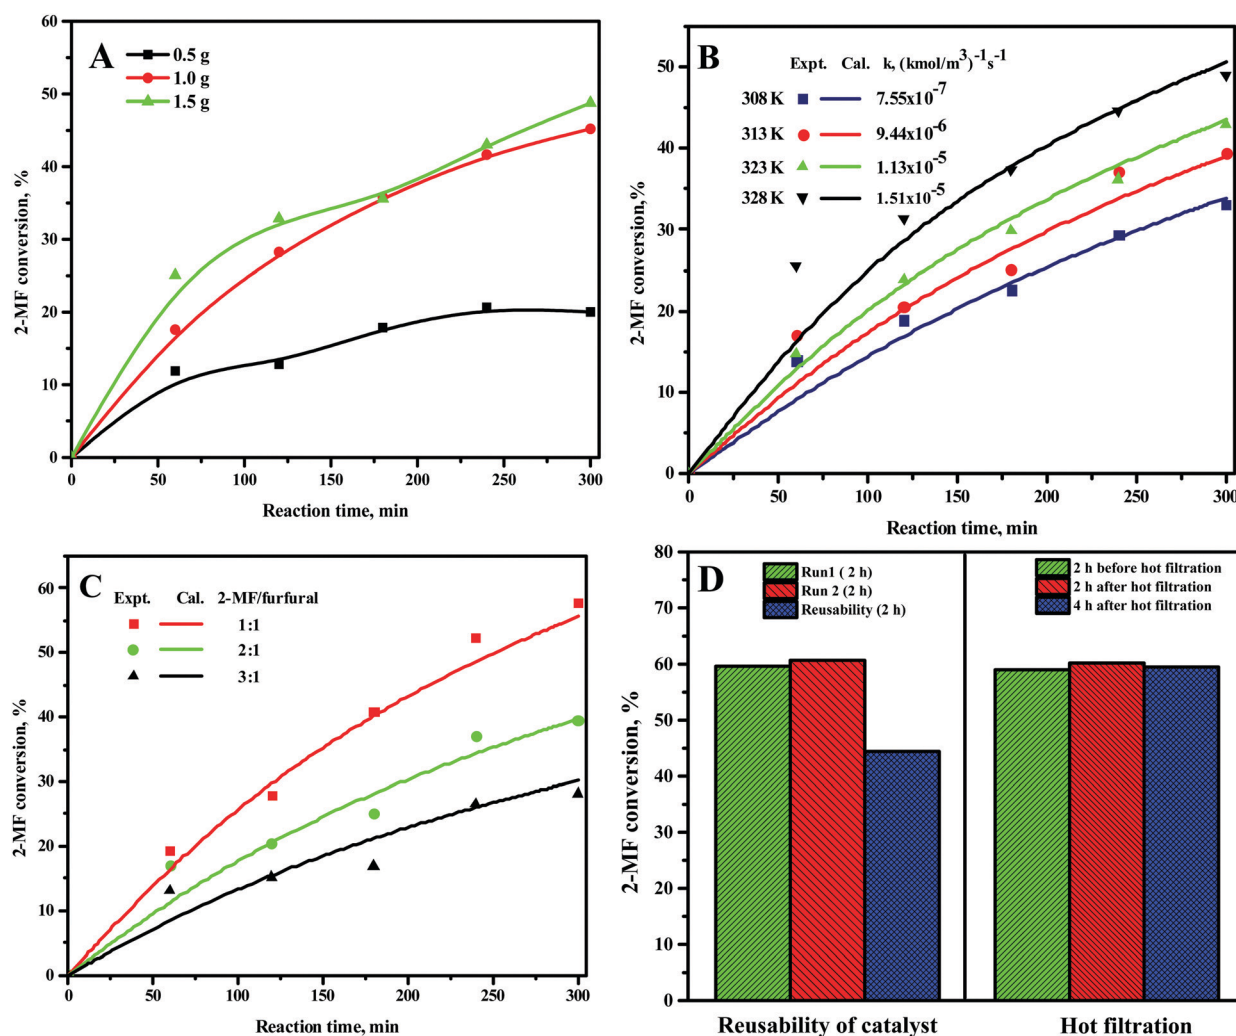 A
0.5 g
1.0 g
1.5 g
60
50
40
30
20
10
0
2-MF conversion, %
0 50 100 150 200 250 300
Reaction time, min
B
Expt. Cal. k, (kmol/m³)⁻¹s⁻¹
308 K 7.55x10⁻⁷
313 K 9.44x10⁻⁶
323 K 1.13x10⁻⁵
328 K 1.51x10⁻⁵
50
40
30
20
10
0
2-MF conversion,%
0 50 100 150 200 250 300
Reaction time, min
C
Expt. Cal. 2-MF/furfural
1:1
2:1
3:1
60
50
40
30
20
10
0
2-MF conversion, %
0 50 100 150 200 250 300
Reaction time, min
D
Run1 ( 2 h)
Run 2 (2 h)
Reusability (2 h)
2 h before hot filtration
2 h after hot filtration
4 h after hot filtration
80
70
60
50
40
30
20
10
0
2-MF conversion, %
Reusability of catalyst Hot filtration